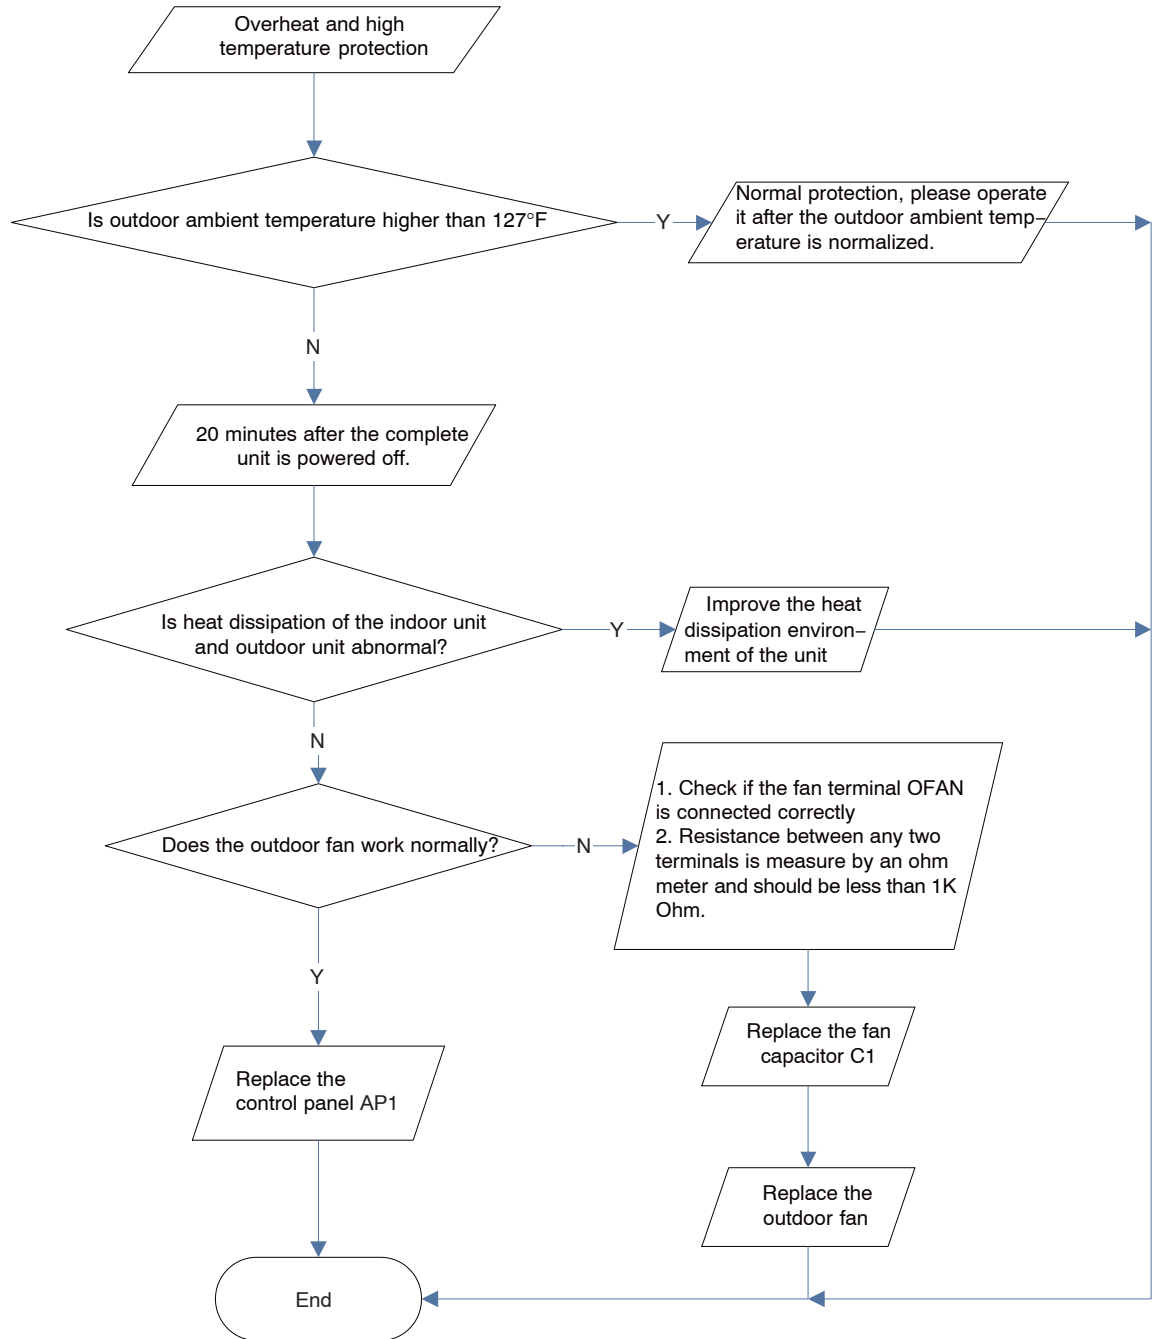 Overheat and high
temperature protection
Is outdoor ambient temperature higher than 127°F
Y
Normal protection, please operate
it after the outdoor ambient temp–
erature is normalized.
N
20 minutes after the complete
unit is powered off.
Is heat dissipation of the indoor unit
and outdoor unit abnormal?
Y
Improve the heat
dissipation environ–
ment of the unit
N
Does the outdoor fan work normally?
N
1. Check if the fan terminal OFAN
is connected correctly
2. Resistance between any two
terminals is measure by an ohm
meter and should be less than 1K
Ohm.
Y
Replace the
control panel AP1
Replace the fan
capacitor C1
Replace the
outdoor fan
End